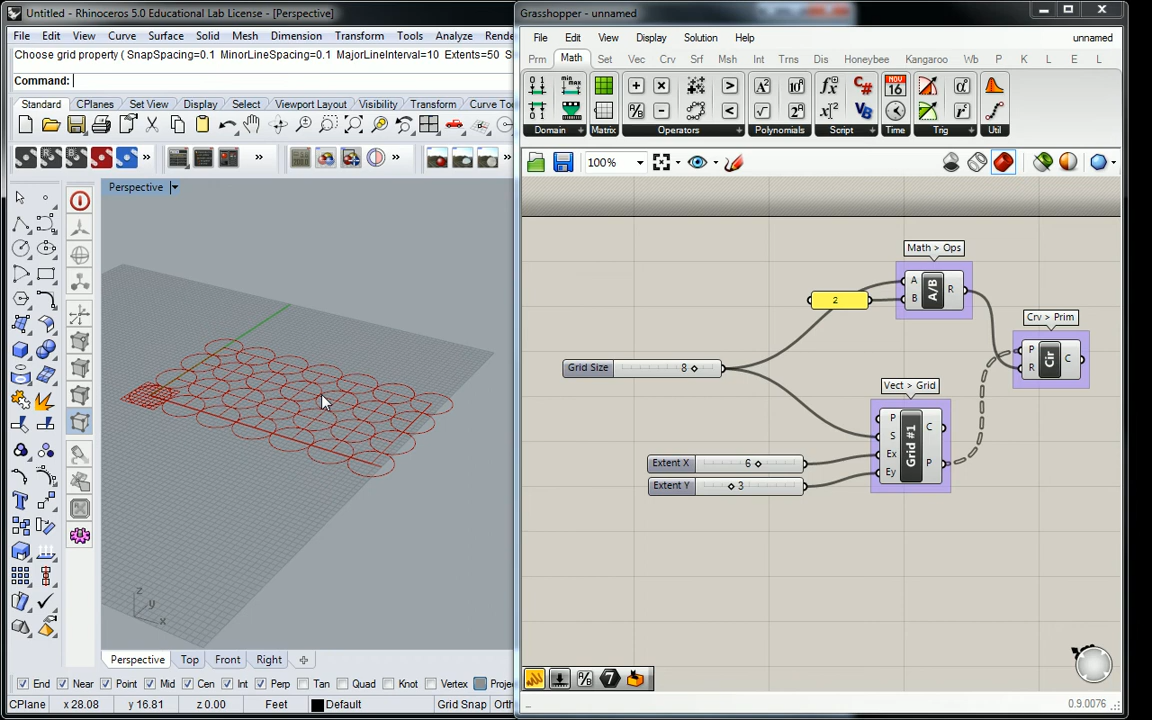 Untitled - Rhinoceros 5.0 Educational Lab License - [Perspective]
File Edit View Curve Surface Solid Mesh Dimension Transform Tools Analyze Rende
Choose grid property ( SnapSpacing=0.1 MinorLineSpacing=0.1 MajorLineInterval=10 Extents=50 S
Command:
Standard CPlanes Set View Display Select Viewport Layout Visibility Transform Curve To
Perspective
z
y
x
Perspective Top Front Right
End Near Point Mid Cen Int Perp Tan Quad Knot Vertex Project
CPlane x 28.08 y 16.81 z 0.00 Feet Default Grid Snap Orth
Grasshopper - unnamed
File Edit View Display Solution Help unnamed
Prm Math Set Vec Crv Srf Msh Int Trns Dis Honeybee Kangaroo Wb P K L E
Domain Matrix Operators Polynomials Script Time Trig Util
100%
Math > Ops
A
B
A/B
R
2
Crv > Prim
P
R
Cir
C
Grid Size 8
Vect > Grid
P
S
Ex
Ey
Grid #1
C
P
Extent X 6
Extent Y 3
0.9.0076